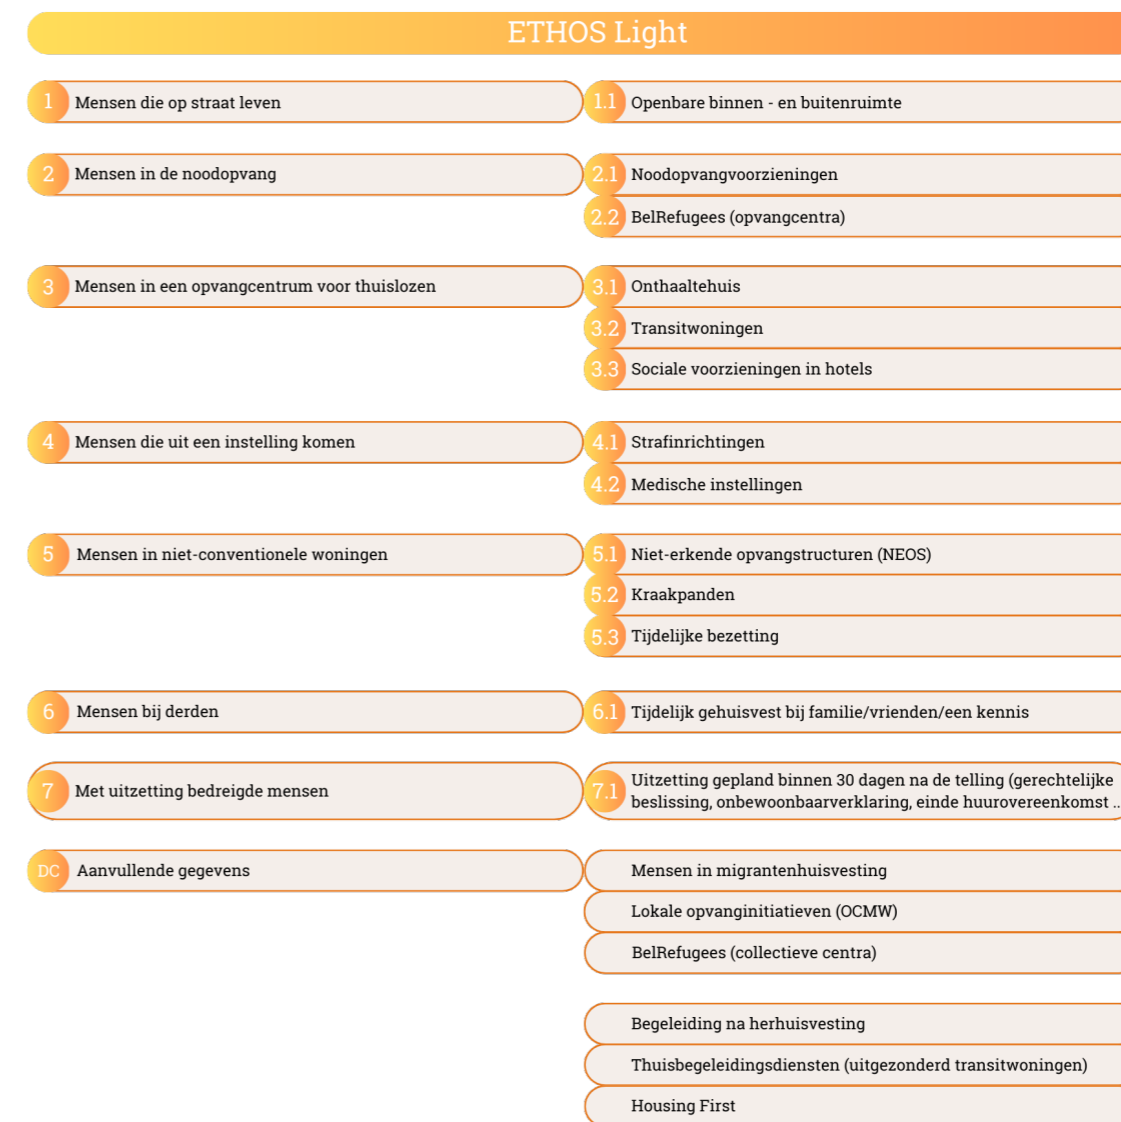 ETHOS Light
1 Mensen die op straat leven
1.1 Openbare binnen - en buitenruimte
2 Mensen in de noodopvang
2.1 Noodopvangvoorzieningen
2.2 BelRefugees (opvangcentra)
3 Mensen in een opvangcentrum voor thuislozen
3.1 Onthaaltehuis
3.2 Transitwoningen
3.3 Sociale voorzieningen in hotels
4 Mensen die uit een instelling komen
4.1 Strafinrichtingen
4.2 Medische instellingen
5 Mensen in niet-conventionele woningen
5.1 Niet-erkende opvangstructuren (NEOS)
5.2 Kraakpanden
5.3 Tijdelijke bezetting
6 Mensen bij derden
6.1 Tijdelijk gehuisvest bij familie/vrienden/een kennis
7 Met uitzetting bedreigde mensen
7.1 Uitzetting gepland binnen 30 dagen na de telling (gerechtelijke
beslissing, onbewoonbaarverklaring, einde huurovereenkomst ..
DC Aanvullende gegevens
Mensen in migrantenhuisvesting
Lokale opvanginitiatieven (OCMW)
BelRefugees (collectieve centra)
Begeleiding na herhuisvesting
Thuisbegeleidingsdiensten (uitgezonderd transitwoningen)
Housing First